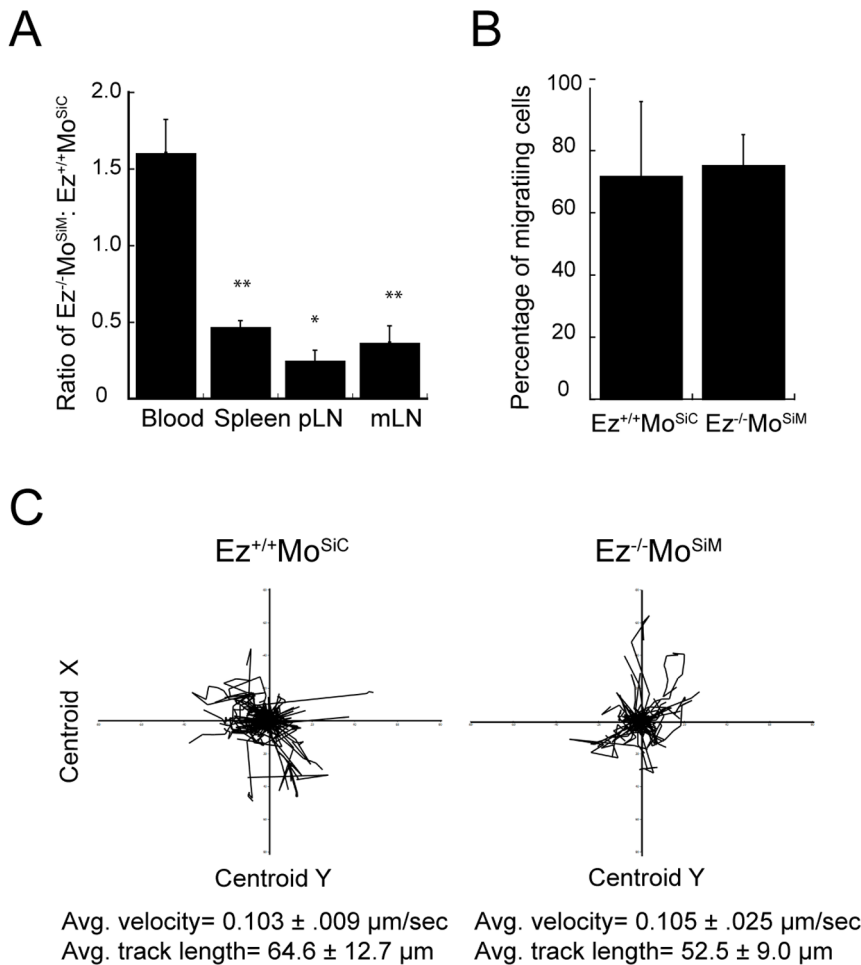 A
Ratio of Ez-/-MoSiM: Ez+/+MoSiC
2.0
1.5
1.0
0.5
0
**
*
**
Blood Spleen pLN mLN
B
Percentage of migratiing cells
100
80
60
40
20
0
Ez+/+MoSiC Ez-/-MoSiM
C
Ez+/+MoSiC Ez-/-MoSiM
Centroid X
Centroid Y Centroid Y
Avg. velocity= 0.103 ± .009 µm/sec
Avg. track length= 64.6 ± 12.7 µm
Avg. velocity= 0.105 ± .025 µm/sec
Avg. track length= 52.5 ± 9.0 µm